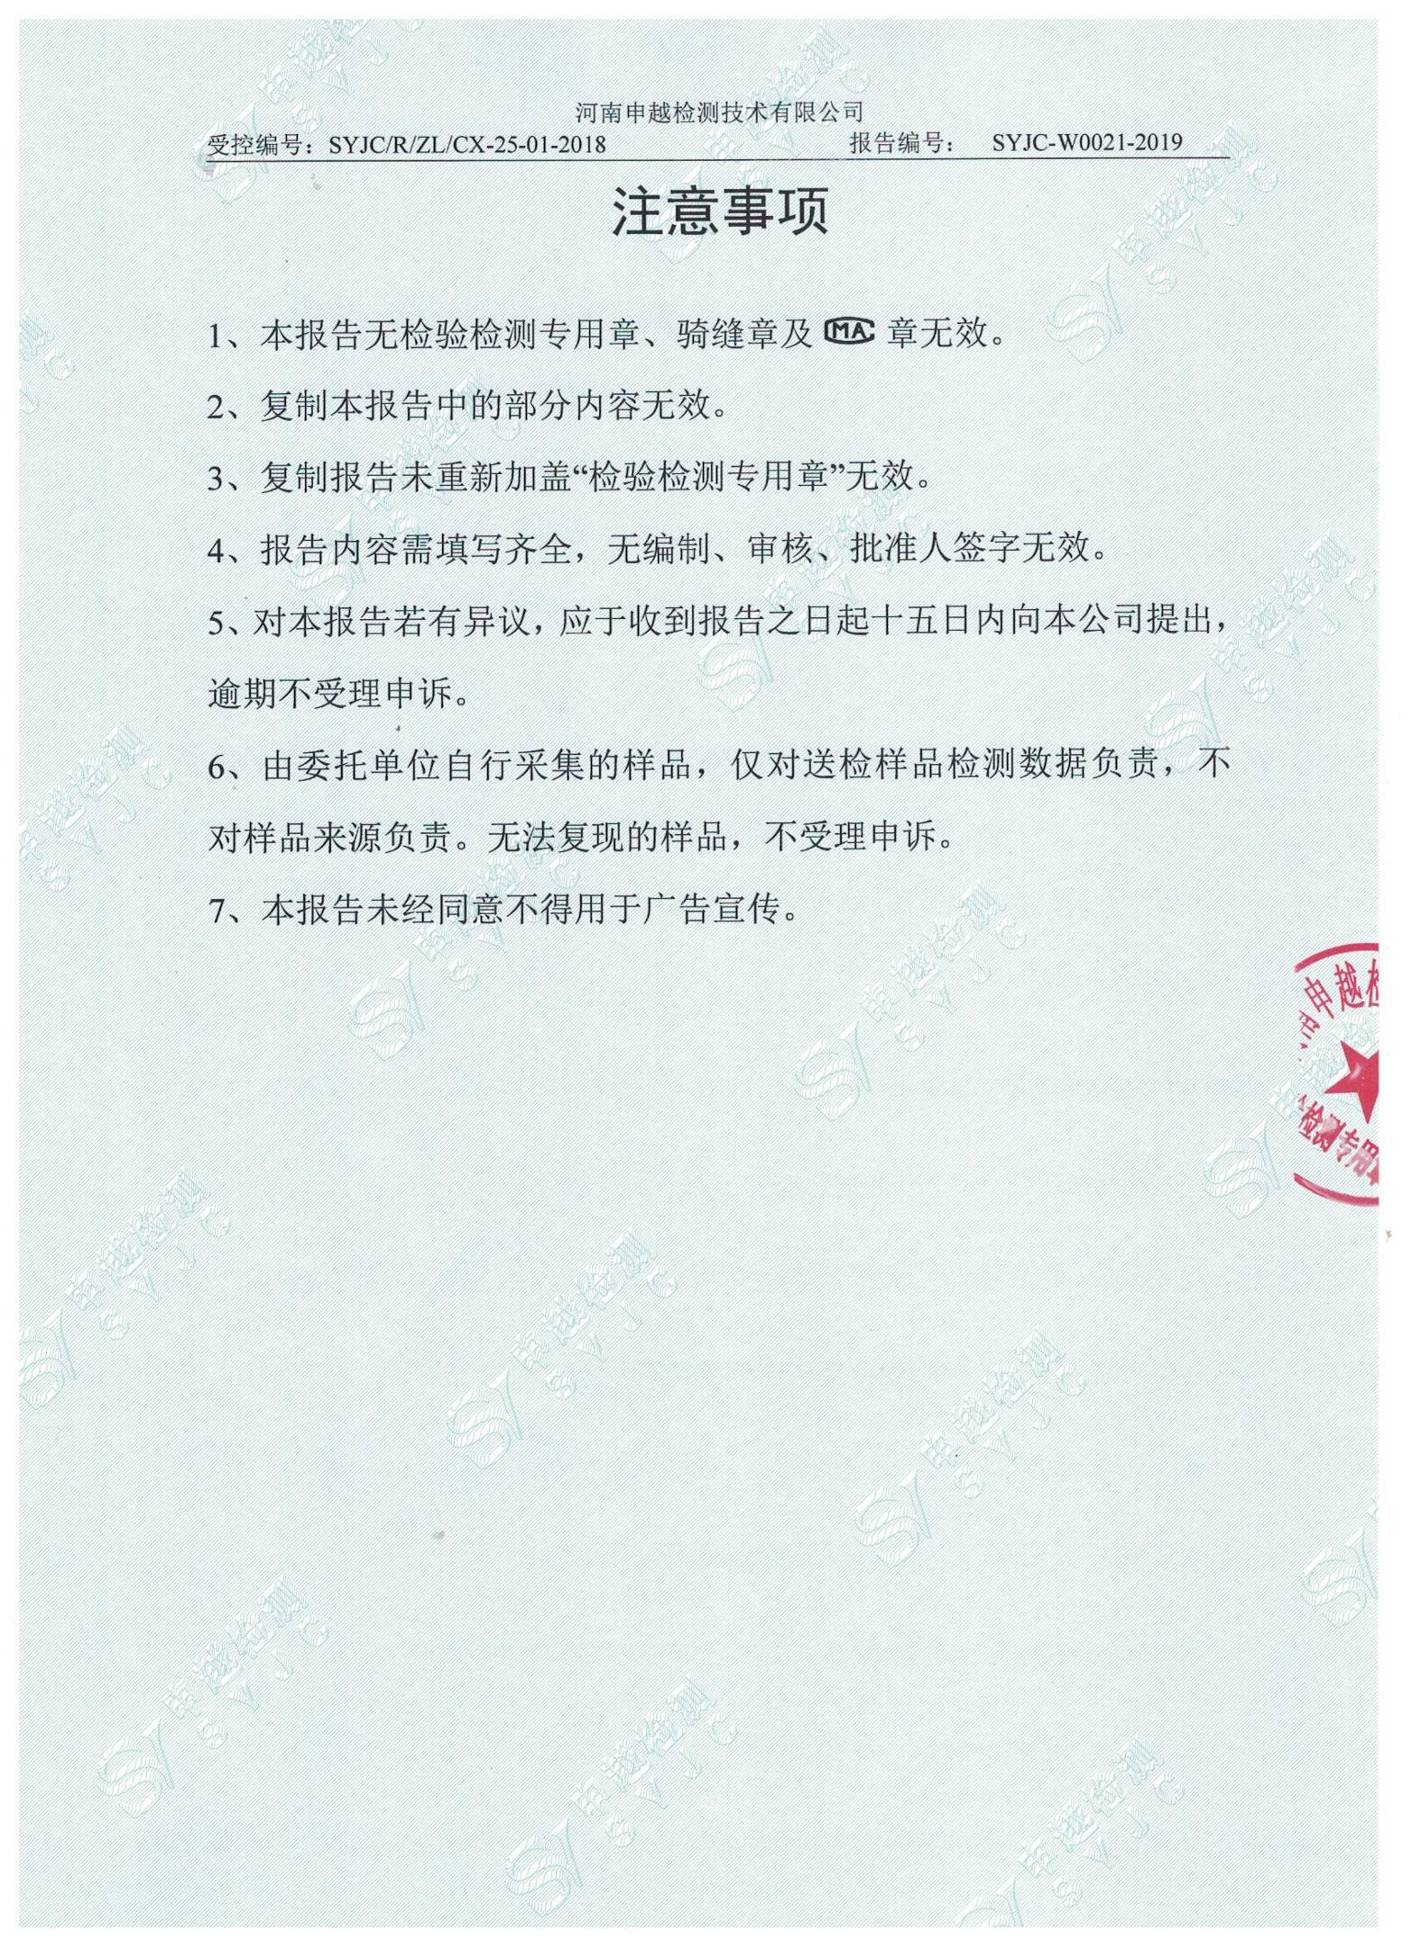 河南申越检测技术有限公司
受控编号：SYJC/R/ZL/CX-25-01-2018 报告编号： SYJC-W0021-2019
注意事项
1、本报告无检验检测专用章、骑缝章及 MA 章无效。
2、复制本报告中的部分内容无效。
3、复制报告未重新加盖“检验检测专用章”无效。
4、报告内容需填写齐全，无编制、审核、批准人签字无效。
5、对本报告若有异议，应于收到报告之日起十五日内向本公司提出，
逾期不受理申诉。
6、由委托单位自行采集的样品，仅对送检样品检测数据负责，不
对样品来源负责。无法复现的样品，不受理申诉。
7、本报告未经同意不得用于广告宣传。
申越
检测专用
申越检测
SYJC